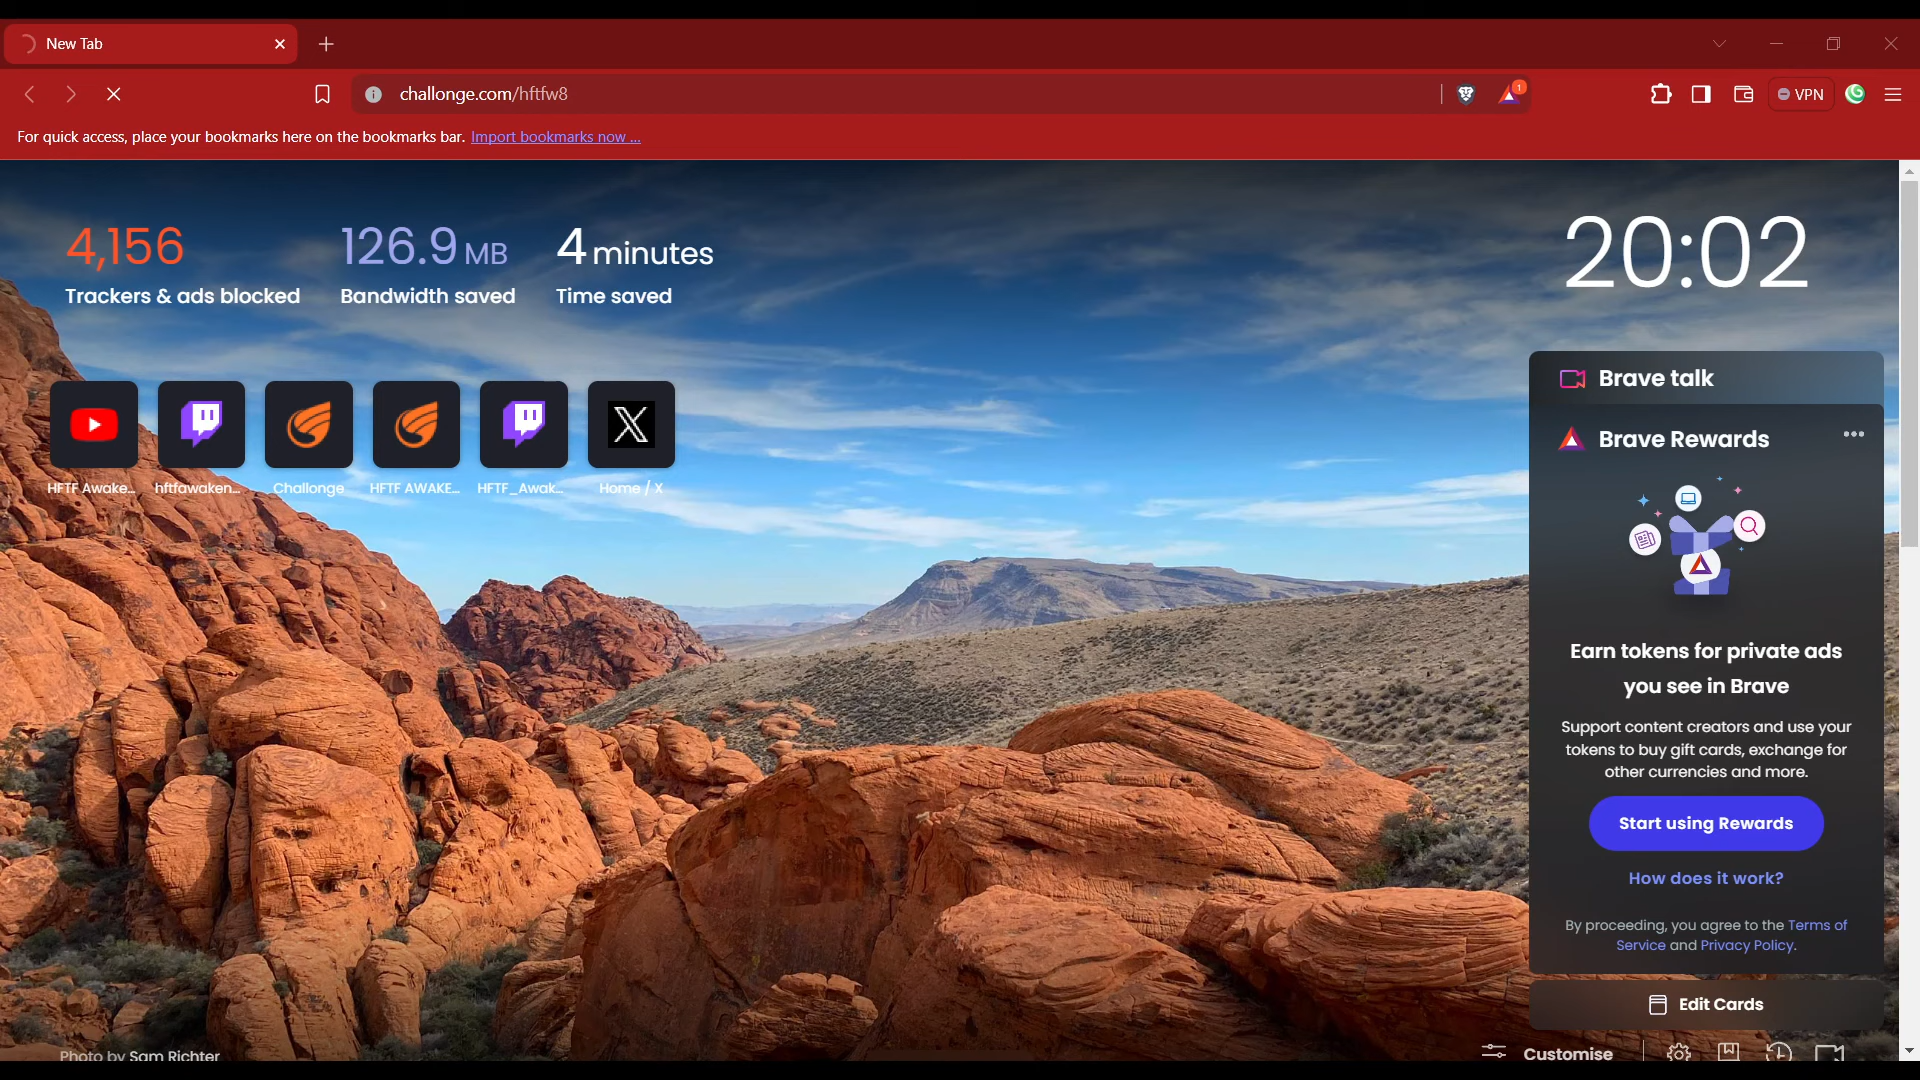 New Tab
challonge.com/hftfw8
1
VPN
For quick access, place your bookmarks here on the bookmarks bar. Import bookmarks now ...
4,156
Trackers & ads blocked
126.9 MB
Bandwidth saved
4 minutes
Time saved
20:02
HFTF Awake...
hftfawaken...
Challonge
HFTF AWAKE...
HFTF_Awak...
Home / X
Brave talk
Brave Rewards
Earn tokens for private ads
you see in Brave
Support content creators and use your
tokens to buy gift cards, exchange for
other currencies and more.
Start using Rewards
How does it work?
By proceeding, you agree to the Terms of
Service and Privacy Policy.
Edit Cards
Photo by Sam Richter
Customise